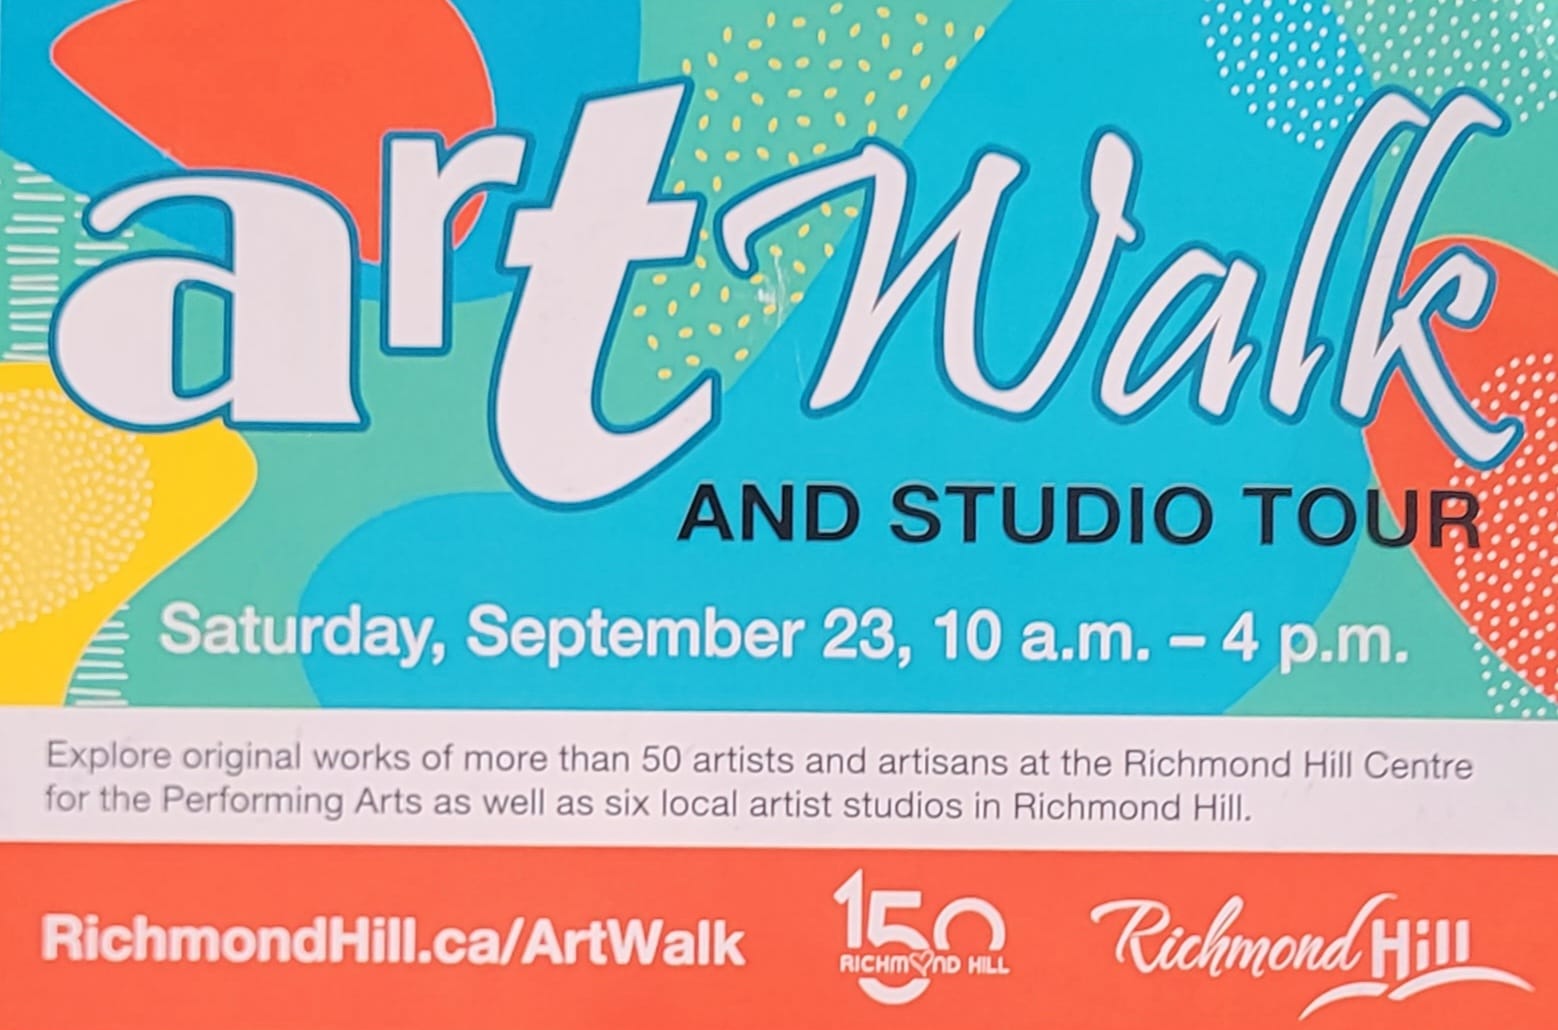 art Walk
AND STUDIO TOUR
Saturday, September 23, 10 a.m. – 4 p.m.
Explore original works of more than 50 artists and artisans at the Richmond Hill Centre
for the Performing Arts as well as six local artist studios in Richmond Hill.
RichmondHill.ca/ArtWalk
150
RICHMOND HILL
Richmond Hill